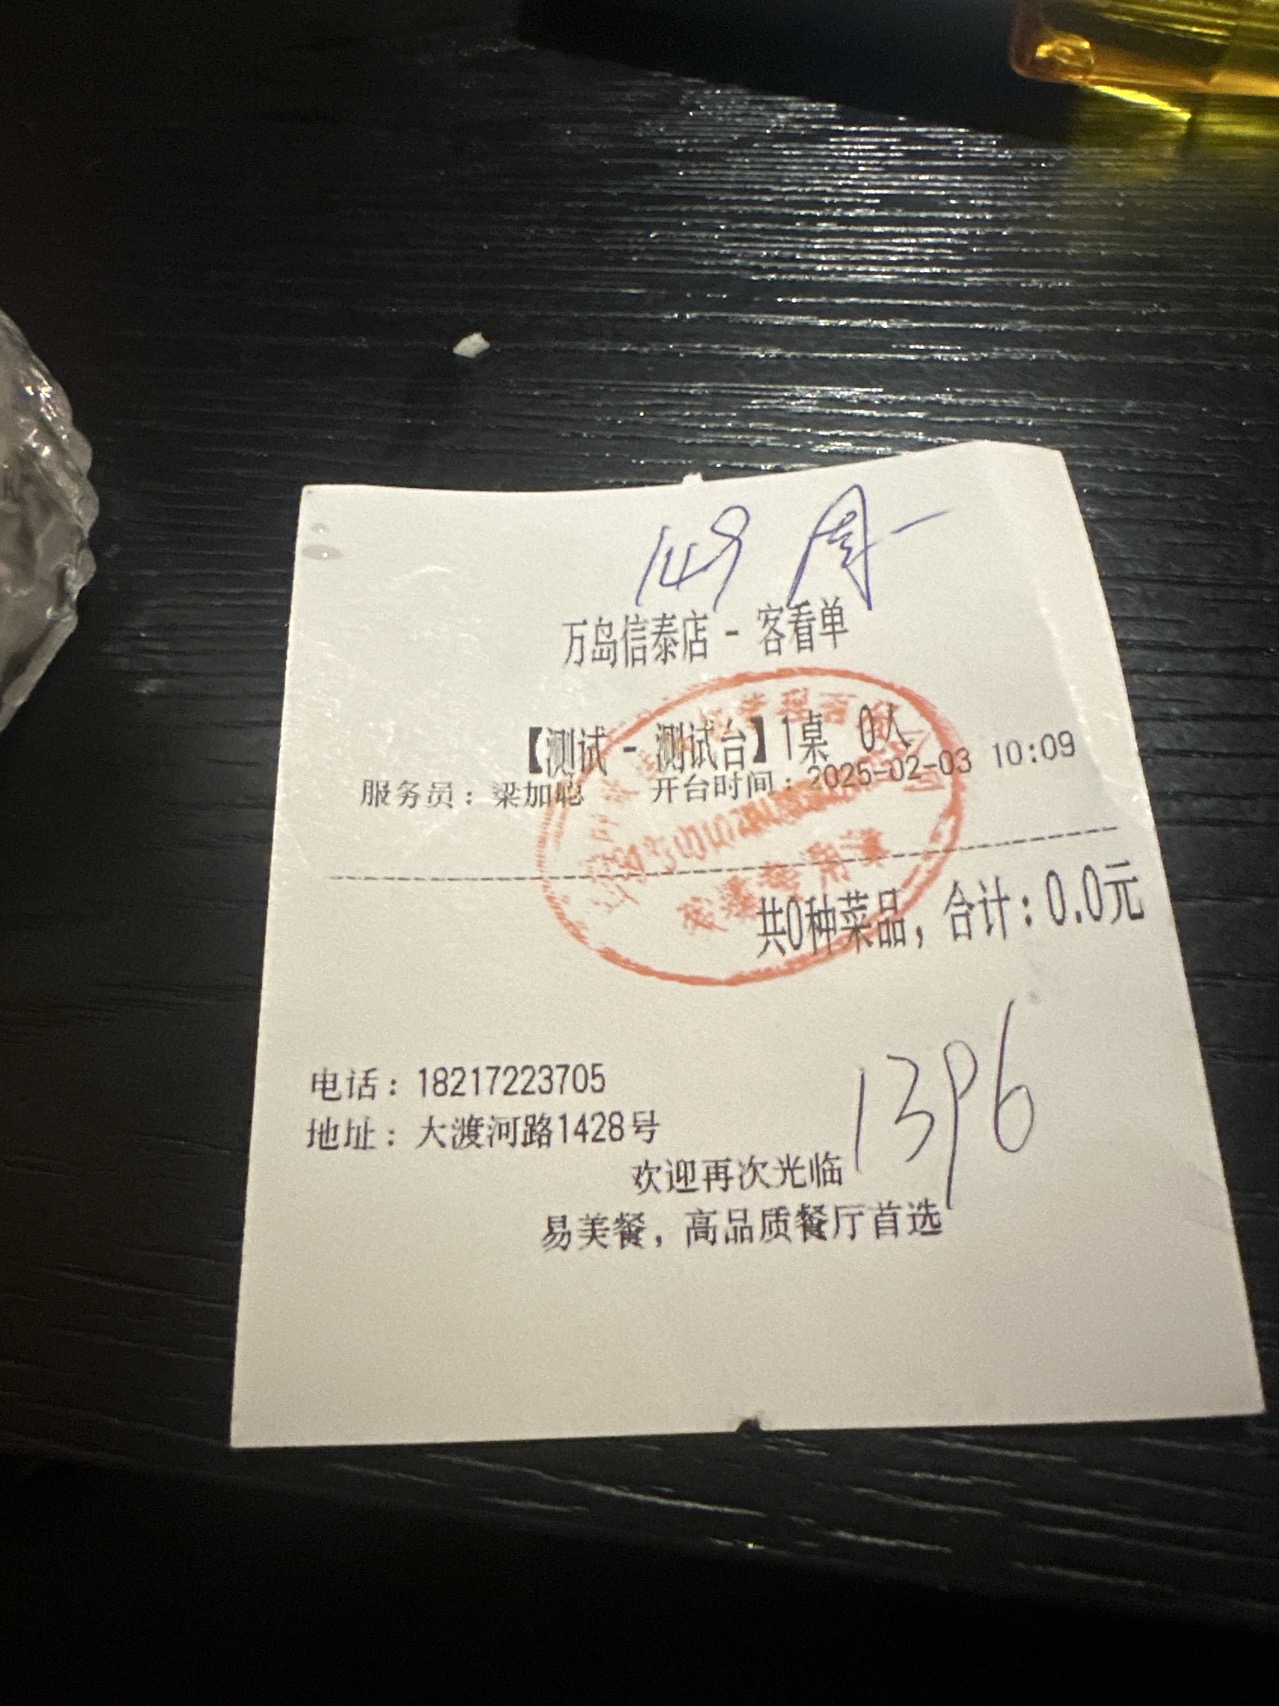 149 周一
万岛信泰店 - 客看单
【测试 - 测试台】1桌 0人
服务员：梁加聪 开台时间：2025-02-03 10:09
共0种菜品，合计：0.0元
1396
电话：18217223705
地址：大渡河路1428号
欢迎再次光临
易美餐，高品质餐厅首选